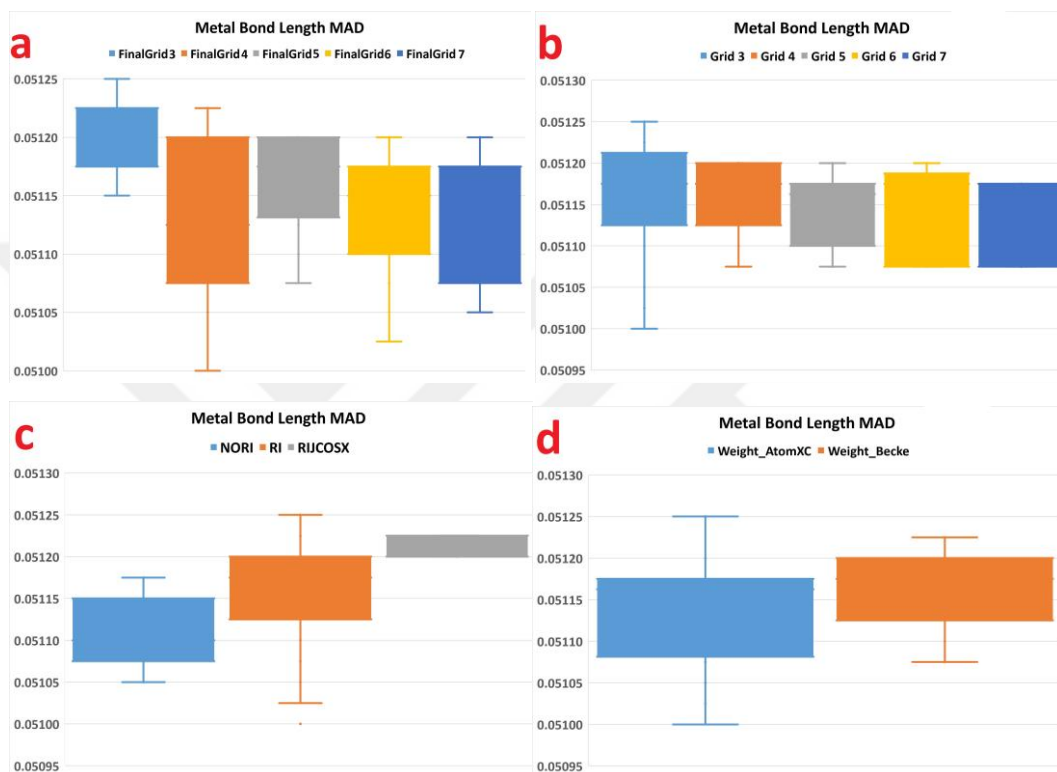 a
Metal Bond Length MAD
FinalGrid3 FinalGrid4 FinalGrid5 FinalGrid6 FinalGrid 7
0.05125
0.05120
0.05115
0.05110
0.05105
0.05100
b
Metal Bond Length MAD
Grid 3 Grid 4 Grid 5 Grid 6 Grid 7
0.05130
0.05125
0.05120
0.05115
0.05110
0.05105
0.05100
0.05095
c
Metal Bond Length MAD
NORI RI RIJCOSX
0.05130
0.05125
0.05120
0.05115
0.05110
0.05105
0.05100
0.05095
d
Metal Bond Length MAD
Weight_AtomXC Weight_Becke
0.05130
0.05125
0.05120
0.05115
0.05110
0.05105
0.05100
0.05095